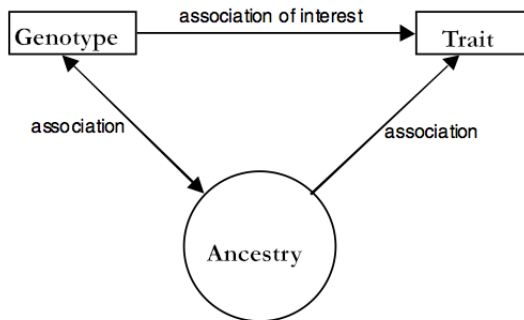 association of interest
Genotype
Trait
association
association
Ancestry